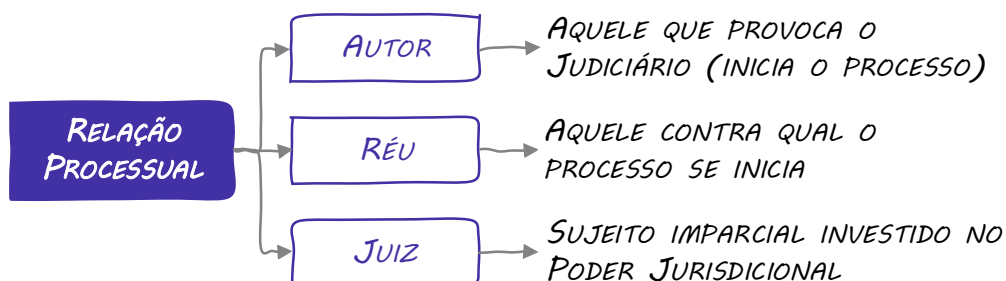 Relação
Processual
Autor
Aquele que provoca o
Judiciário (inicia o processo)
Réu
Aquele contra qual o
processo se inicia
Juiz
Sujeito imparcial investido no
Poder Jurisdicional